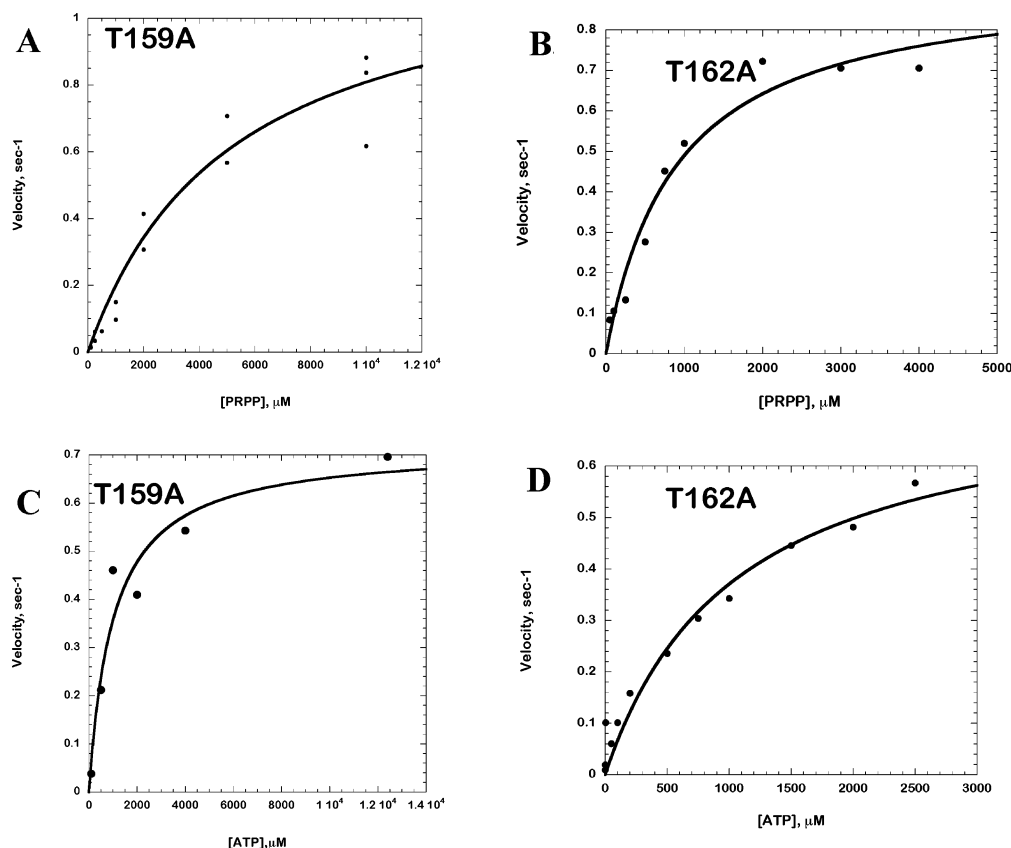 A
T159A
Velocity, sec-1
1
0.8
0.6
0.4
0.2
0
0 2000 4000 6000 8000 1 10⁴ 1.2 10⁴
[PRPP], μM
B
T162A
Velocity, sec-1
0.8
0.7
0.6
0.5
0.4
0.3
0.2
0.1
0
0 1000 2000 3000 4000 5000
[PRPP], μM
C
T159A
Velocity, sec-1
0.7
0.6
0.5
0.4
0.3
0.2
0.1
0
0 2000 4000 6000 8000 1 10⁴ 1.2 10⁴ 1.4 10⁴
[ATP],μM
D
T162A
Velocity, sec-1
0.6
0.5
0.4
0.3
0.2
0.1
0
0 500 1000 1500 2000 2500 3000
[ATP], μM